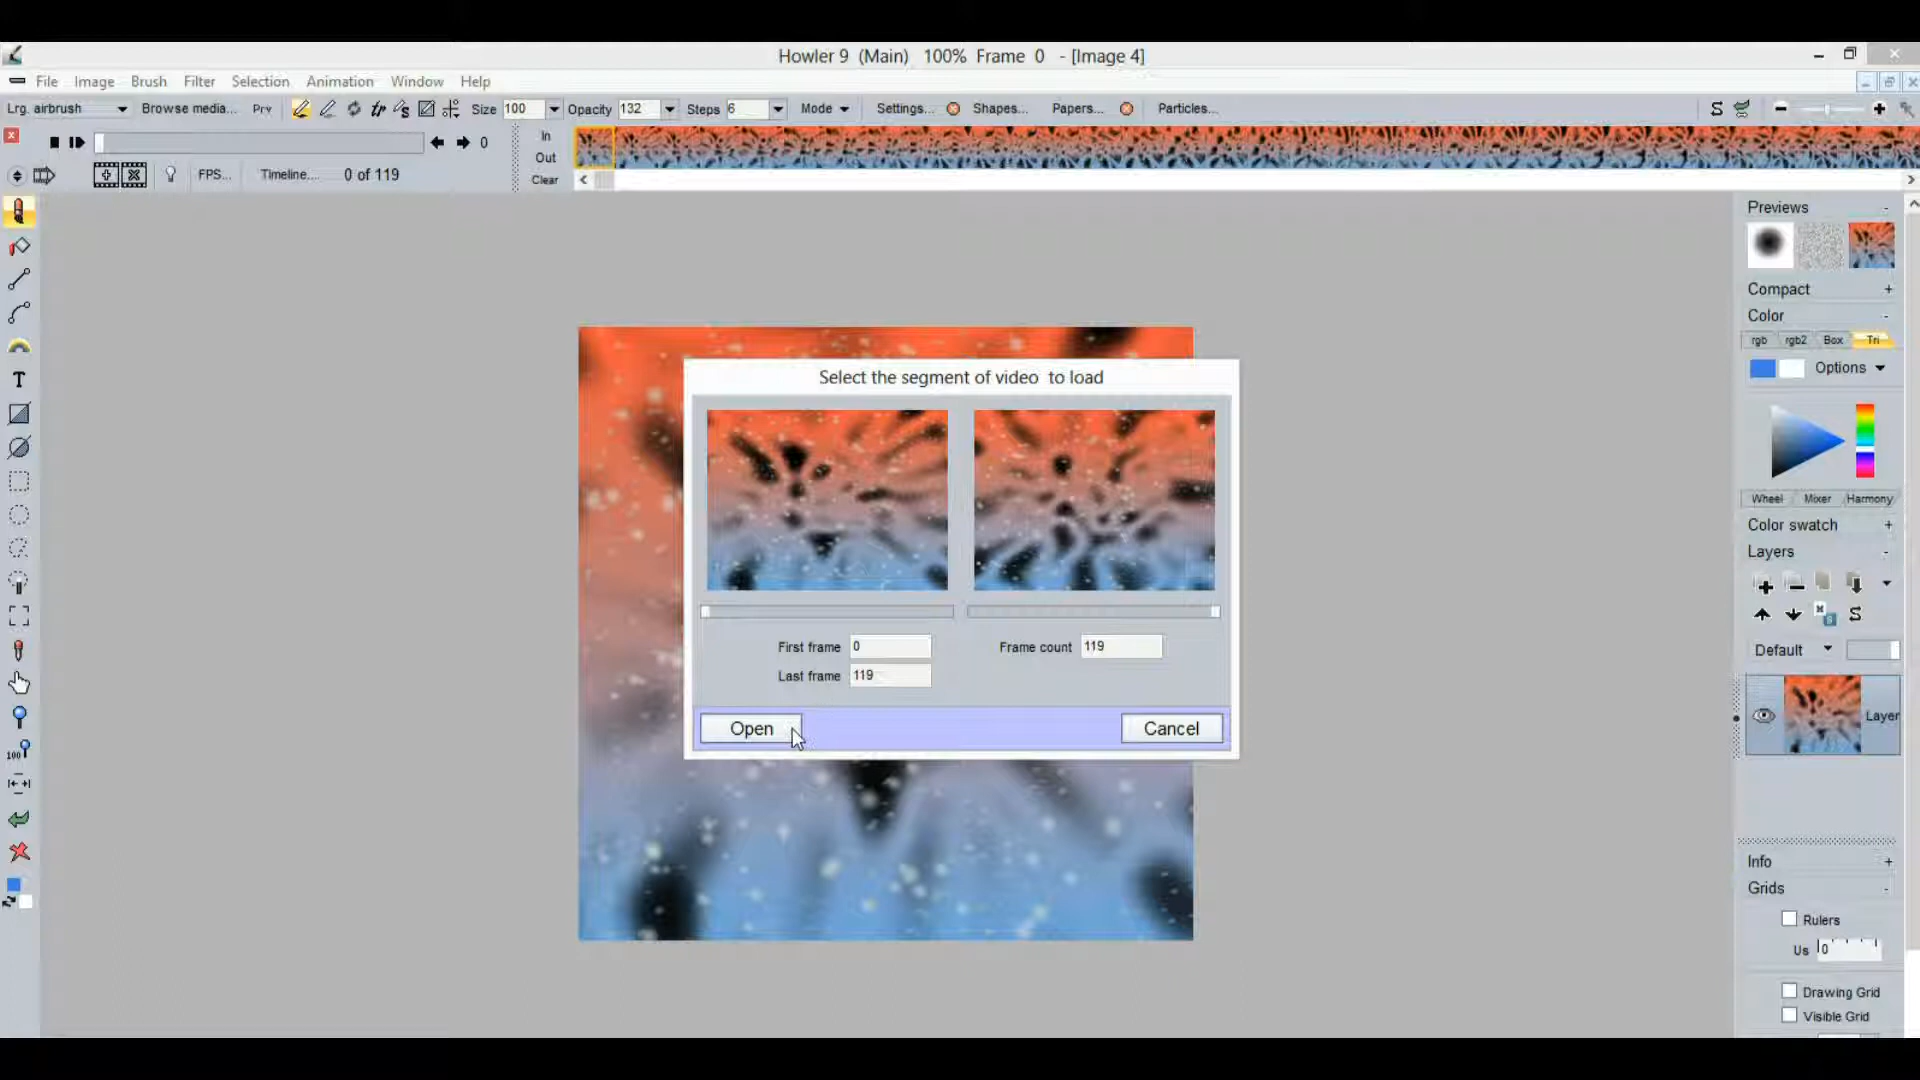 Howler 9 (Main) 100% Frame 0 - [Image 4]
File Image Brush Filter Selection Animation Window Help
Lrg. airbrush Browse media... Prv Size 100 Opacity 132 Steps 6 Mode Settings... Shapes... Papers... Particles...
0
In
Out
Clear
FPS... Timeline.... 0 of 119
Previews
Compact
Color
rgb rgb2 Box Tri
Options
Wheel Mixer Harmony
Color swatch
Layers
Default
Layer
Info
Grids
Rulers
Us 0
Drawing Grid
Visible Grid
T
100
Select the segment of video to load
First frame 0
Frame count 119
Last frame 119
Open
Cancel